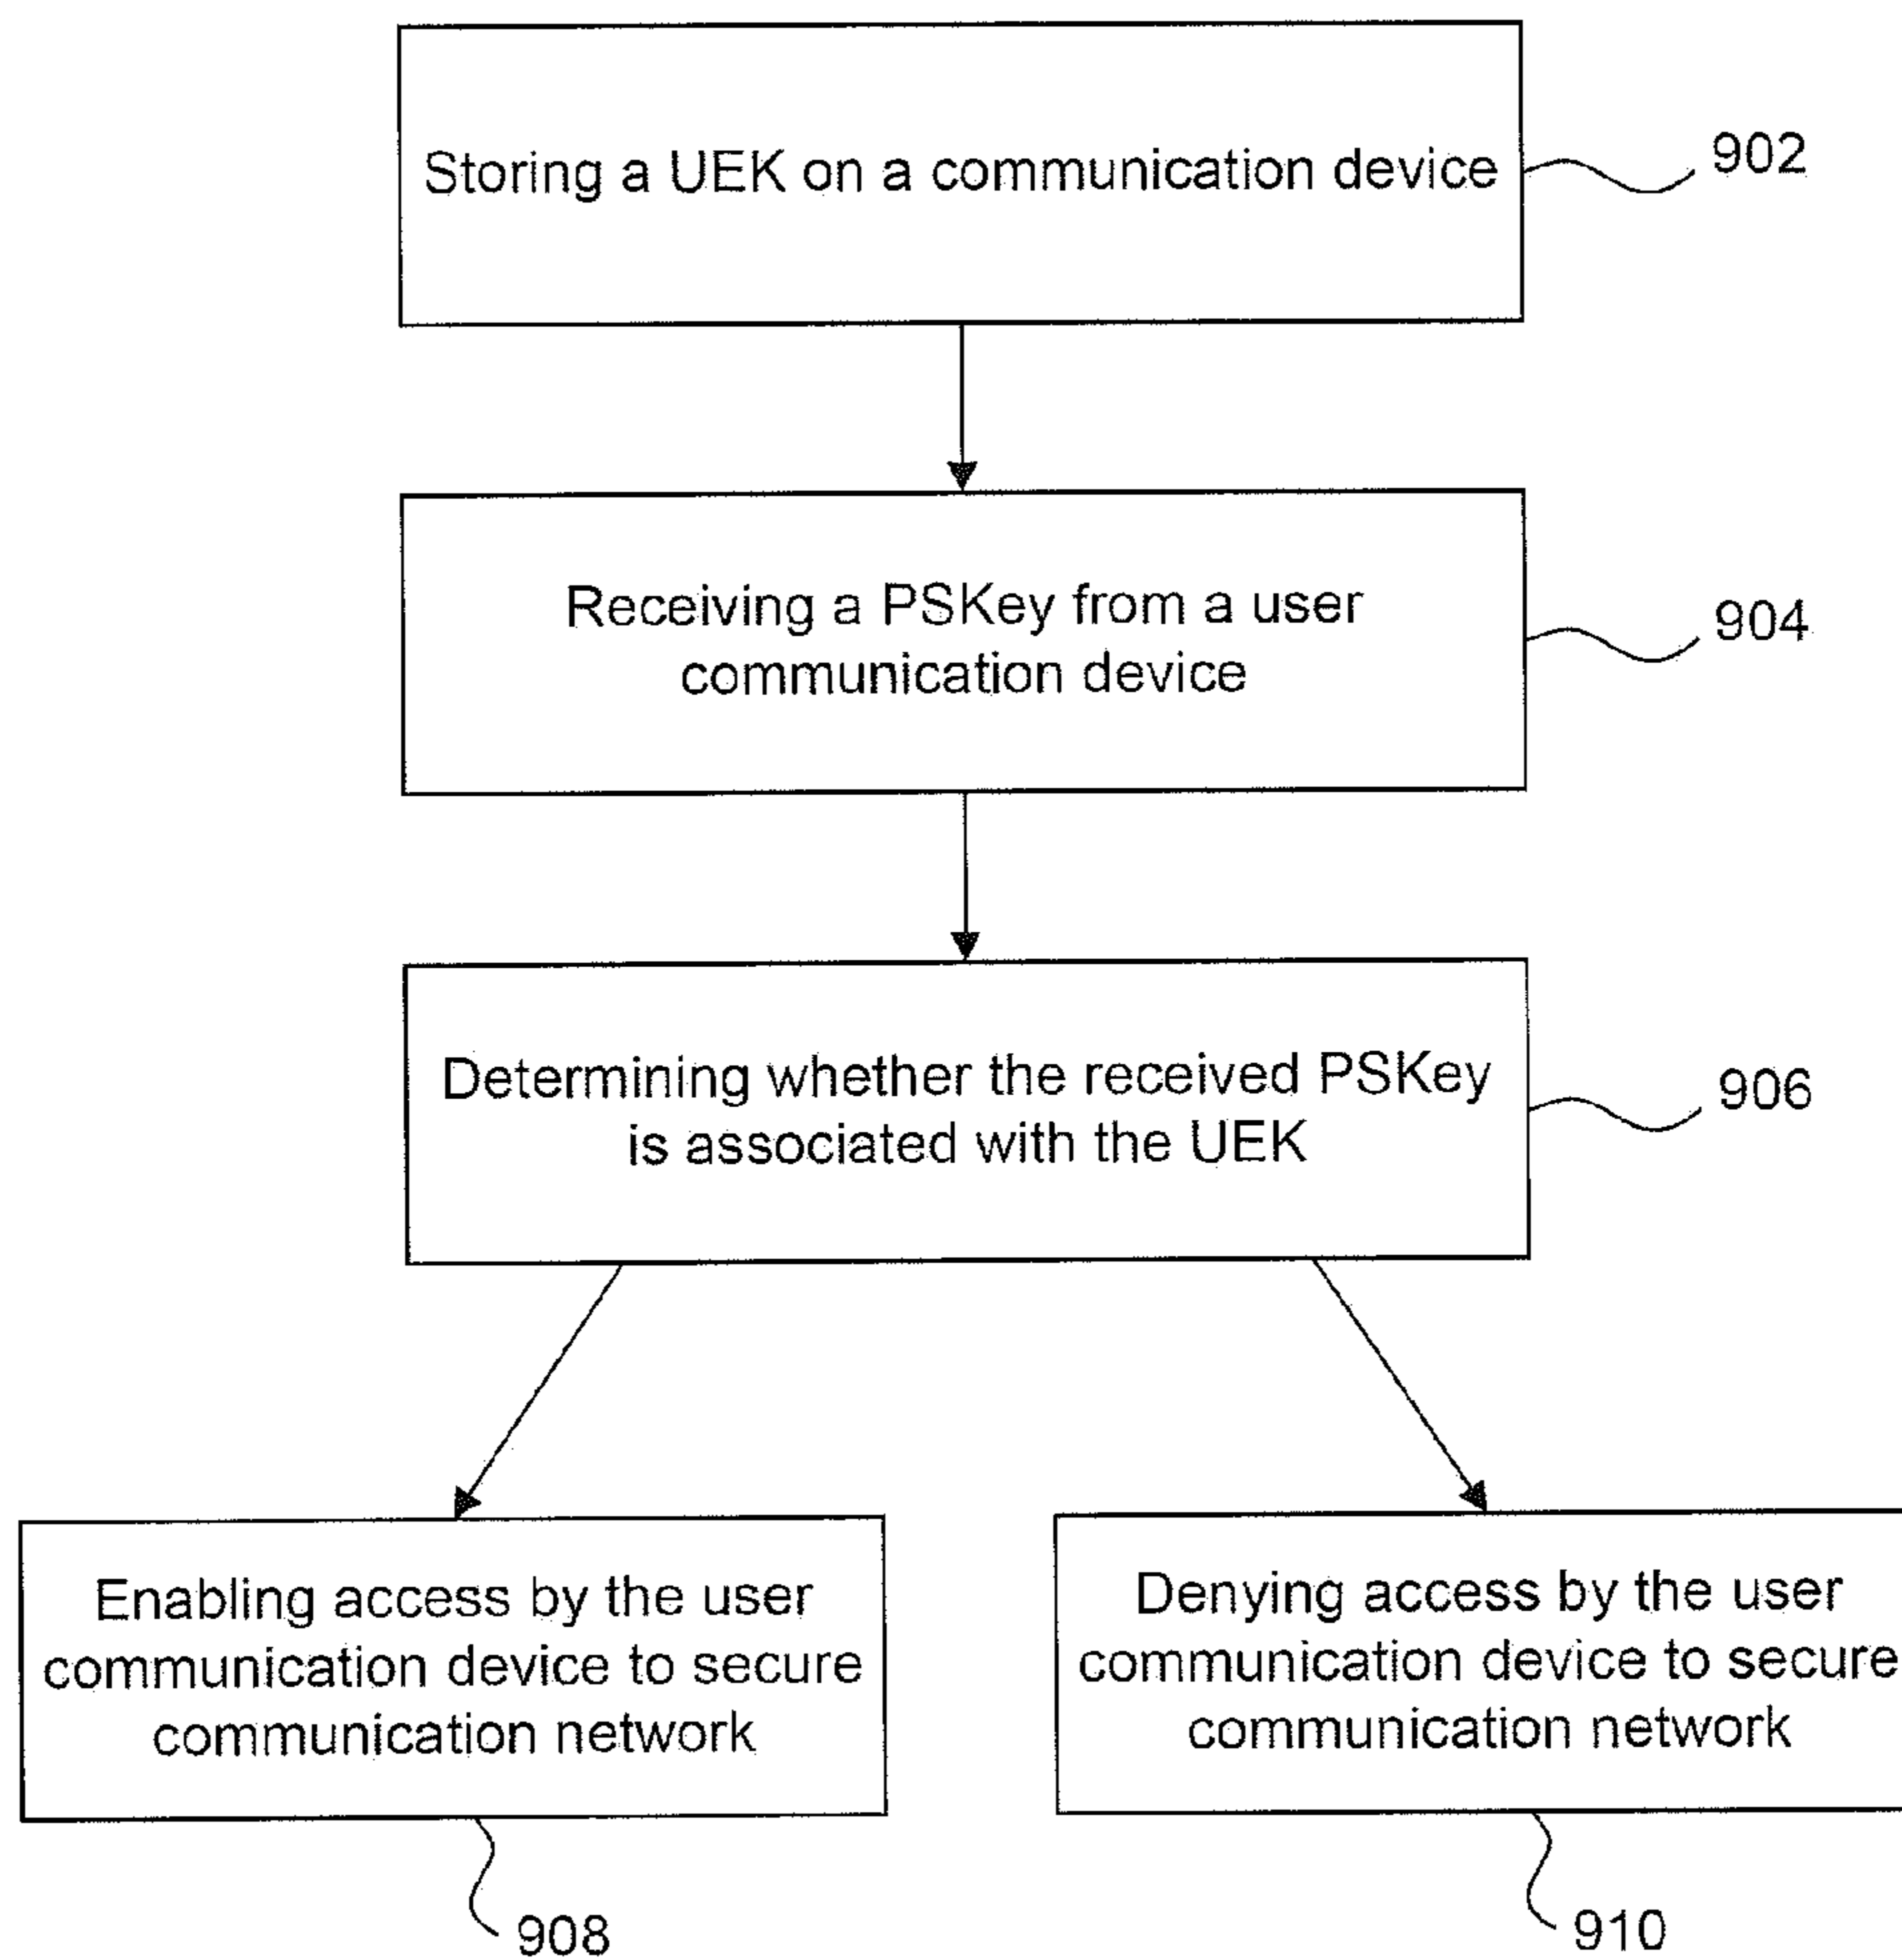 Storing a UEK on a communication device
902
Receiving a PSKey from a user
communication device
904
Determining whether the received PSKey
is associated with the UEK
906
Enabling access by the user
communication device to secure
communication network
908
Denying access by the user
communication device to secure
communication network
910